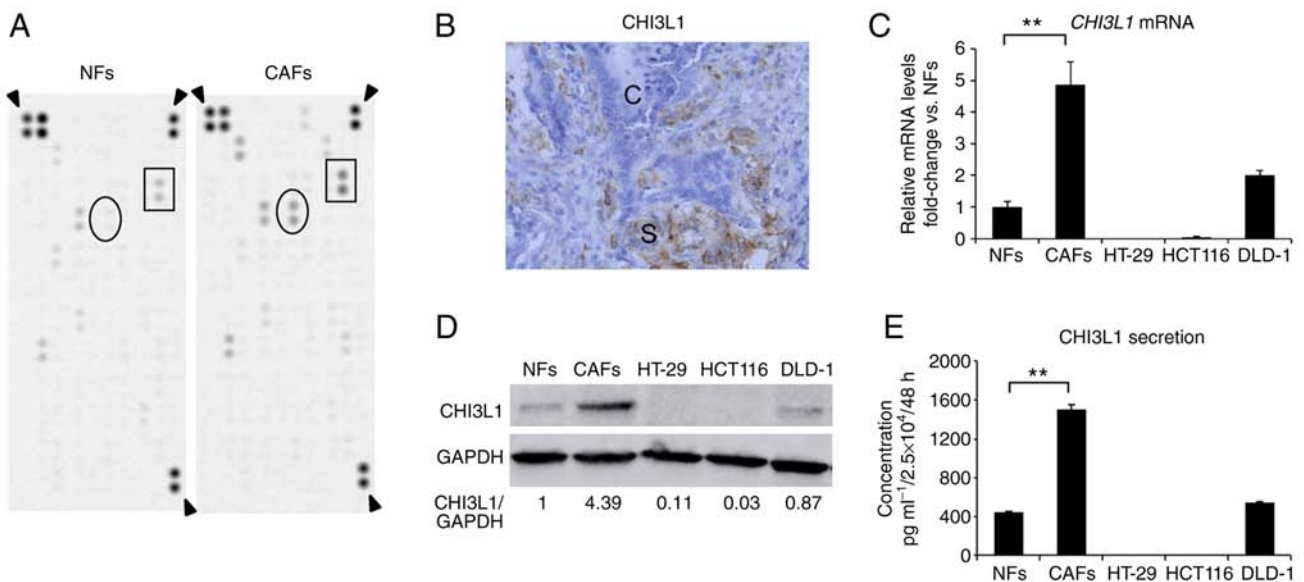 A
NFs CAFs
B
CHI3L1
C
S
C
CHI3L1 mRNA
**
Relative mRNA levels
fold-change vs. NFs
6
5
4
3
2
1
0
NFs CAFs HT-29 HCT116 DLD-1
D
NFs CAFs HT-29 HCT116 DLD-1
CHI3L1
GAPDH
CHI3L1/
GAPDH
1 4.39 0.11 0.03 0.87
E
CHI3L1 secretion
**
Concentration
pg ml⁻¹/2.5×10⁴/48 h
2000
1600
1200
800
400
0
NFs CAFs HT-29 HCT116 DLD-1